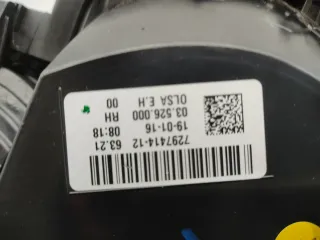 7297414-12 63.21
19-01-16 08:18
03.526.000 RH
OLSA E.H 00